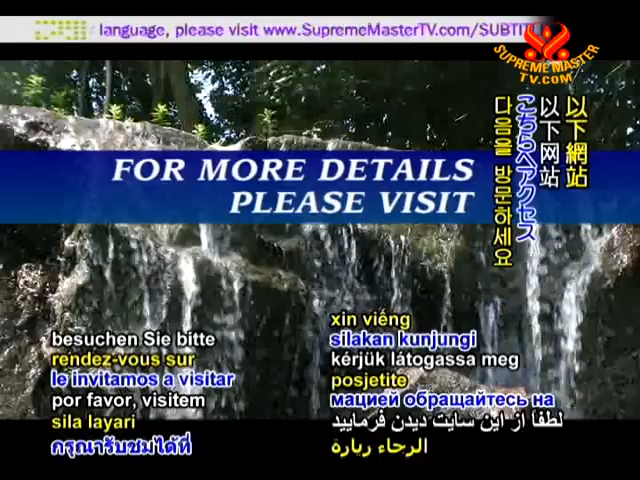 language, please visit www.SupremeMasterTV.com/SUBTIT
SUPREME MASTER
TV.COM
FOR MORE DETAILS
PLEASE VISIT
以下網站
以下网站
こちらへアクセス
다음을 방문하세요
besuchen Sie bitte
rendez-vous sur
le invitamos a visitar
por favor, visitem
sila layari
กรุณารับชมได้ที่
xin viếng
silakan kunjungi
kérjük látogassa meg
posjetite
мацией обращайтесь на
لطفا از این سایت دیدن فرمایید
الرجاء زيارة